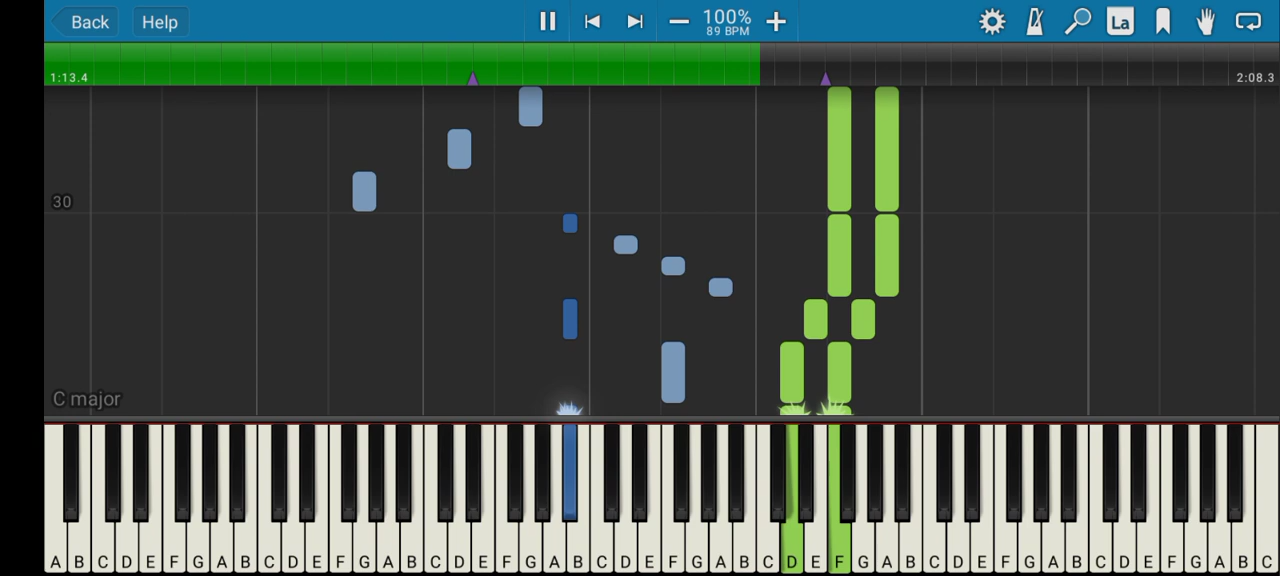 Back Help 100% La
89 BPM
1:13.4 2:08.3
30
C major
A B C D E F G A B C D E F G A B C D E F G A B C D E F G A B C D E F G A B C D E F G A B C D E F G A B C